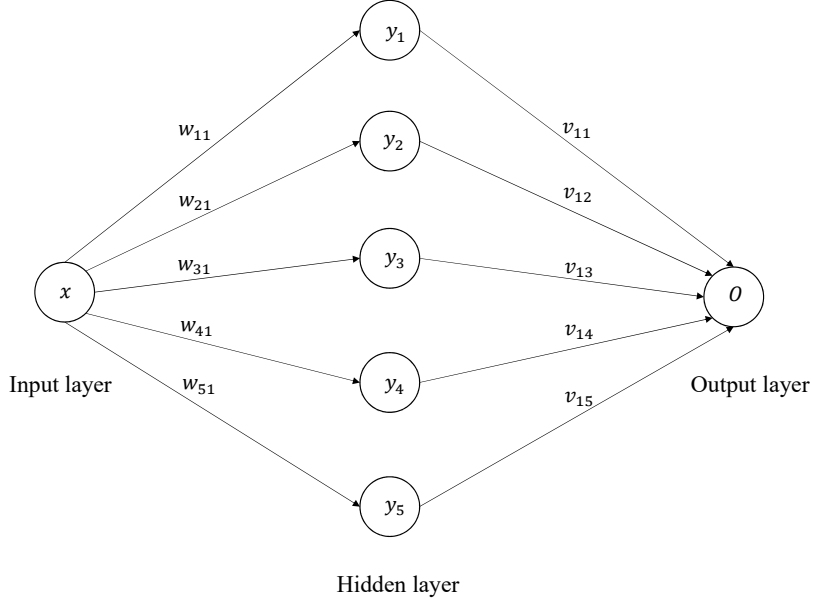 y₁
w₁₁
v₁₁
y₂
w₂₁
v₁₂
y₃
w₃₁
v₁₃
x
O
w₄₁
v₁₄
y₄
Input layer
w₅₁
Output layer
v₁₅
y₅
Hidden layer